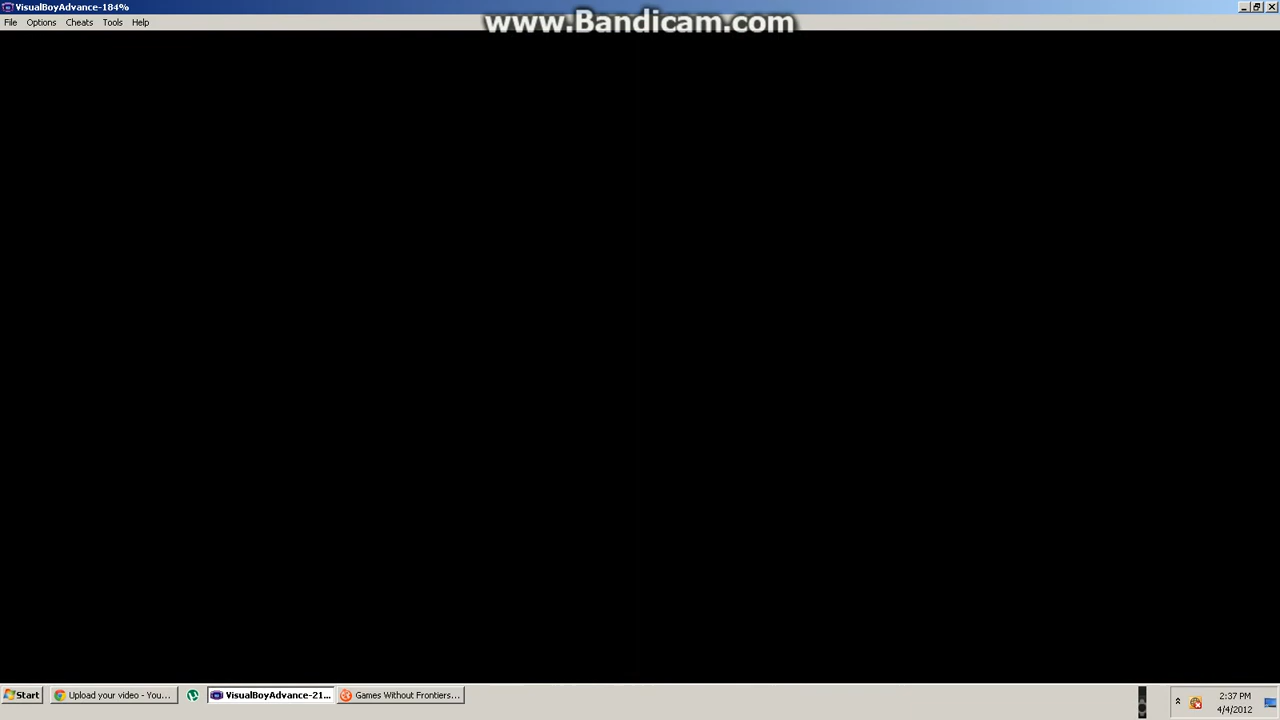 VisualBoyAdvance-184%
www.Bandicam.com
File Options Cheats Tools Help
Start
Upload your video - You...
VisualBoyAdvance-21...
Games Without Frontiers...
2:37 PM
4/4/2012